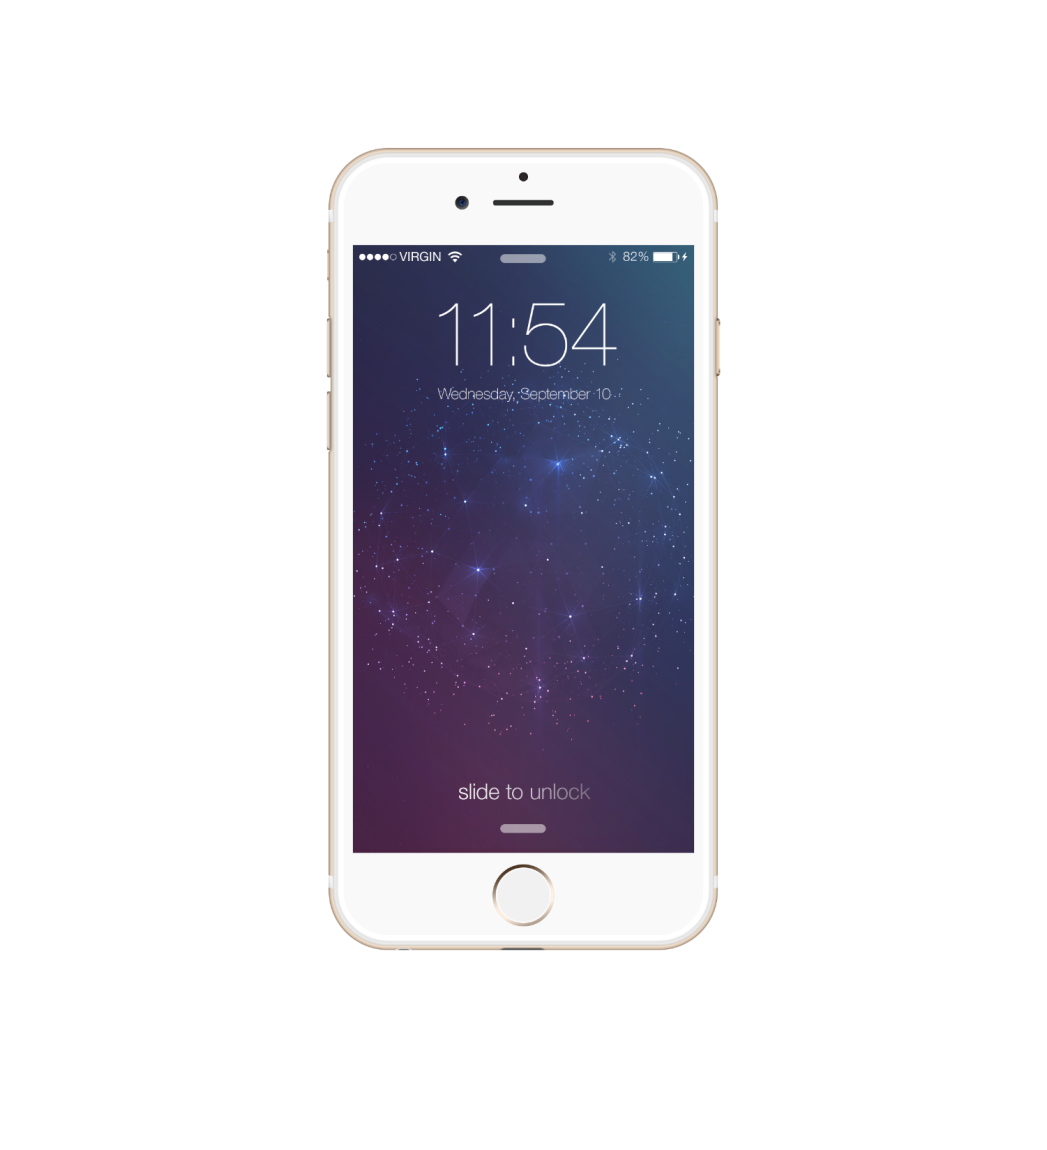 VIRGIN 82%
11:54
Wednesday, September 10
slide to unlock